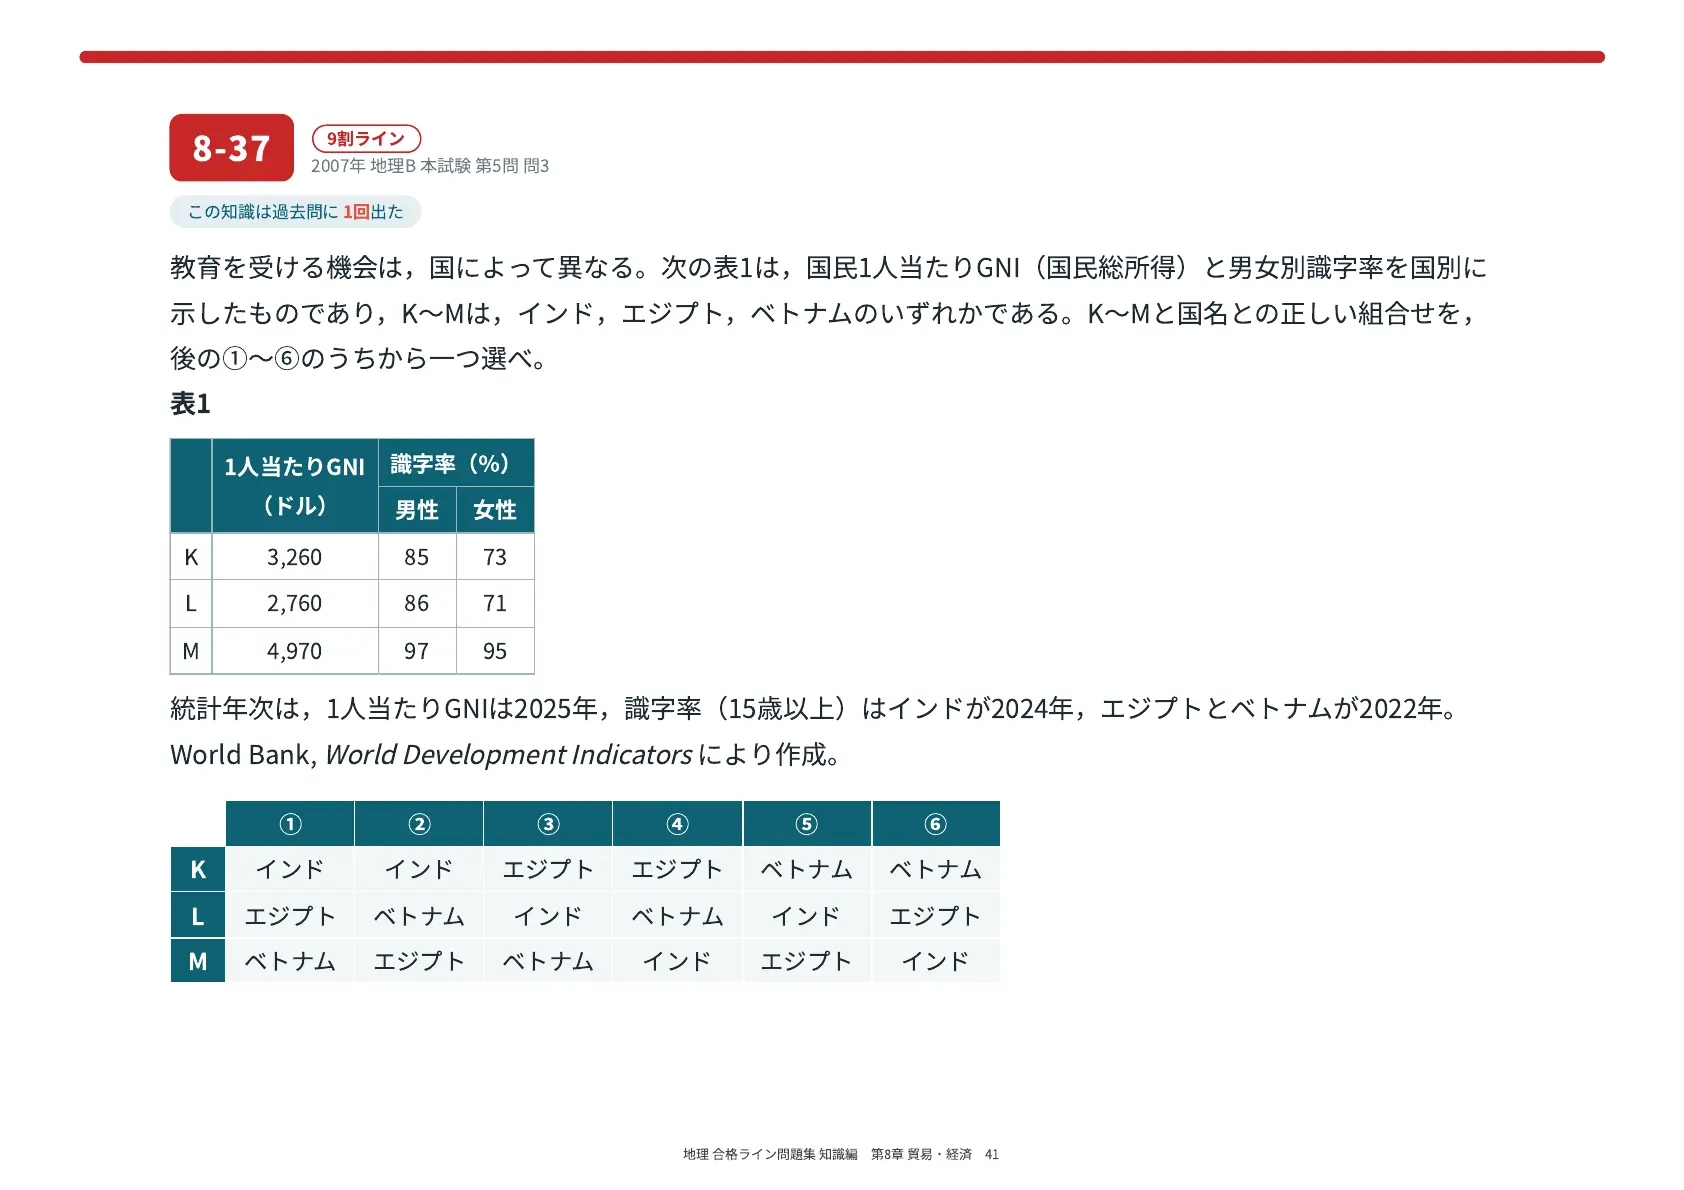 8-37
9割ライン
2007年 地理B 本試験 第5問 問3
この知識は過去問に 1回出た
教育を受ける機会は，国によって異なる。次の表1は，国民1人当たりGNI（国民総所得）と男女別識字率を国別に
示したものであり，K～Mは，インド，エジプト，ベトナムのいずれかである。K～Mと国名との正しい組合せを，
後の①～⑥のうちから一つ選べ。
表1
1人当たりGNI（ドル） 識字率（%）
男性 女性
K 3,260 85 73
L 2,760 86 71
M 4,970 97 95
統計年次は，1人当たりGNIは2025年，識字率（15歳以上）はインドが2024年，エジプトとベトナムが2022年。
World Bank, World Development Indicators により作成。
① ② ③ ④ ⑤ ⑥
K インド インド エジプト エジプト ベトナム ベトナム
L エジプト ベトナム インド ベトナム インド エジプト
M ベトナム エジプト ベトナム インド エジプト インド
地理 合格ライン問題集 知識編 第8章 貿易・経済 41